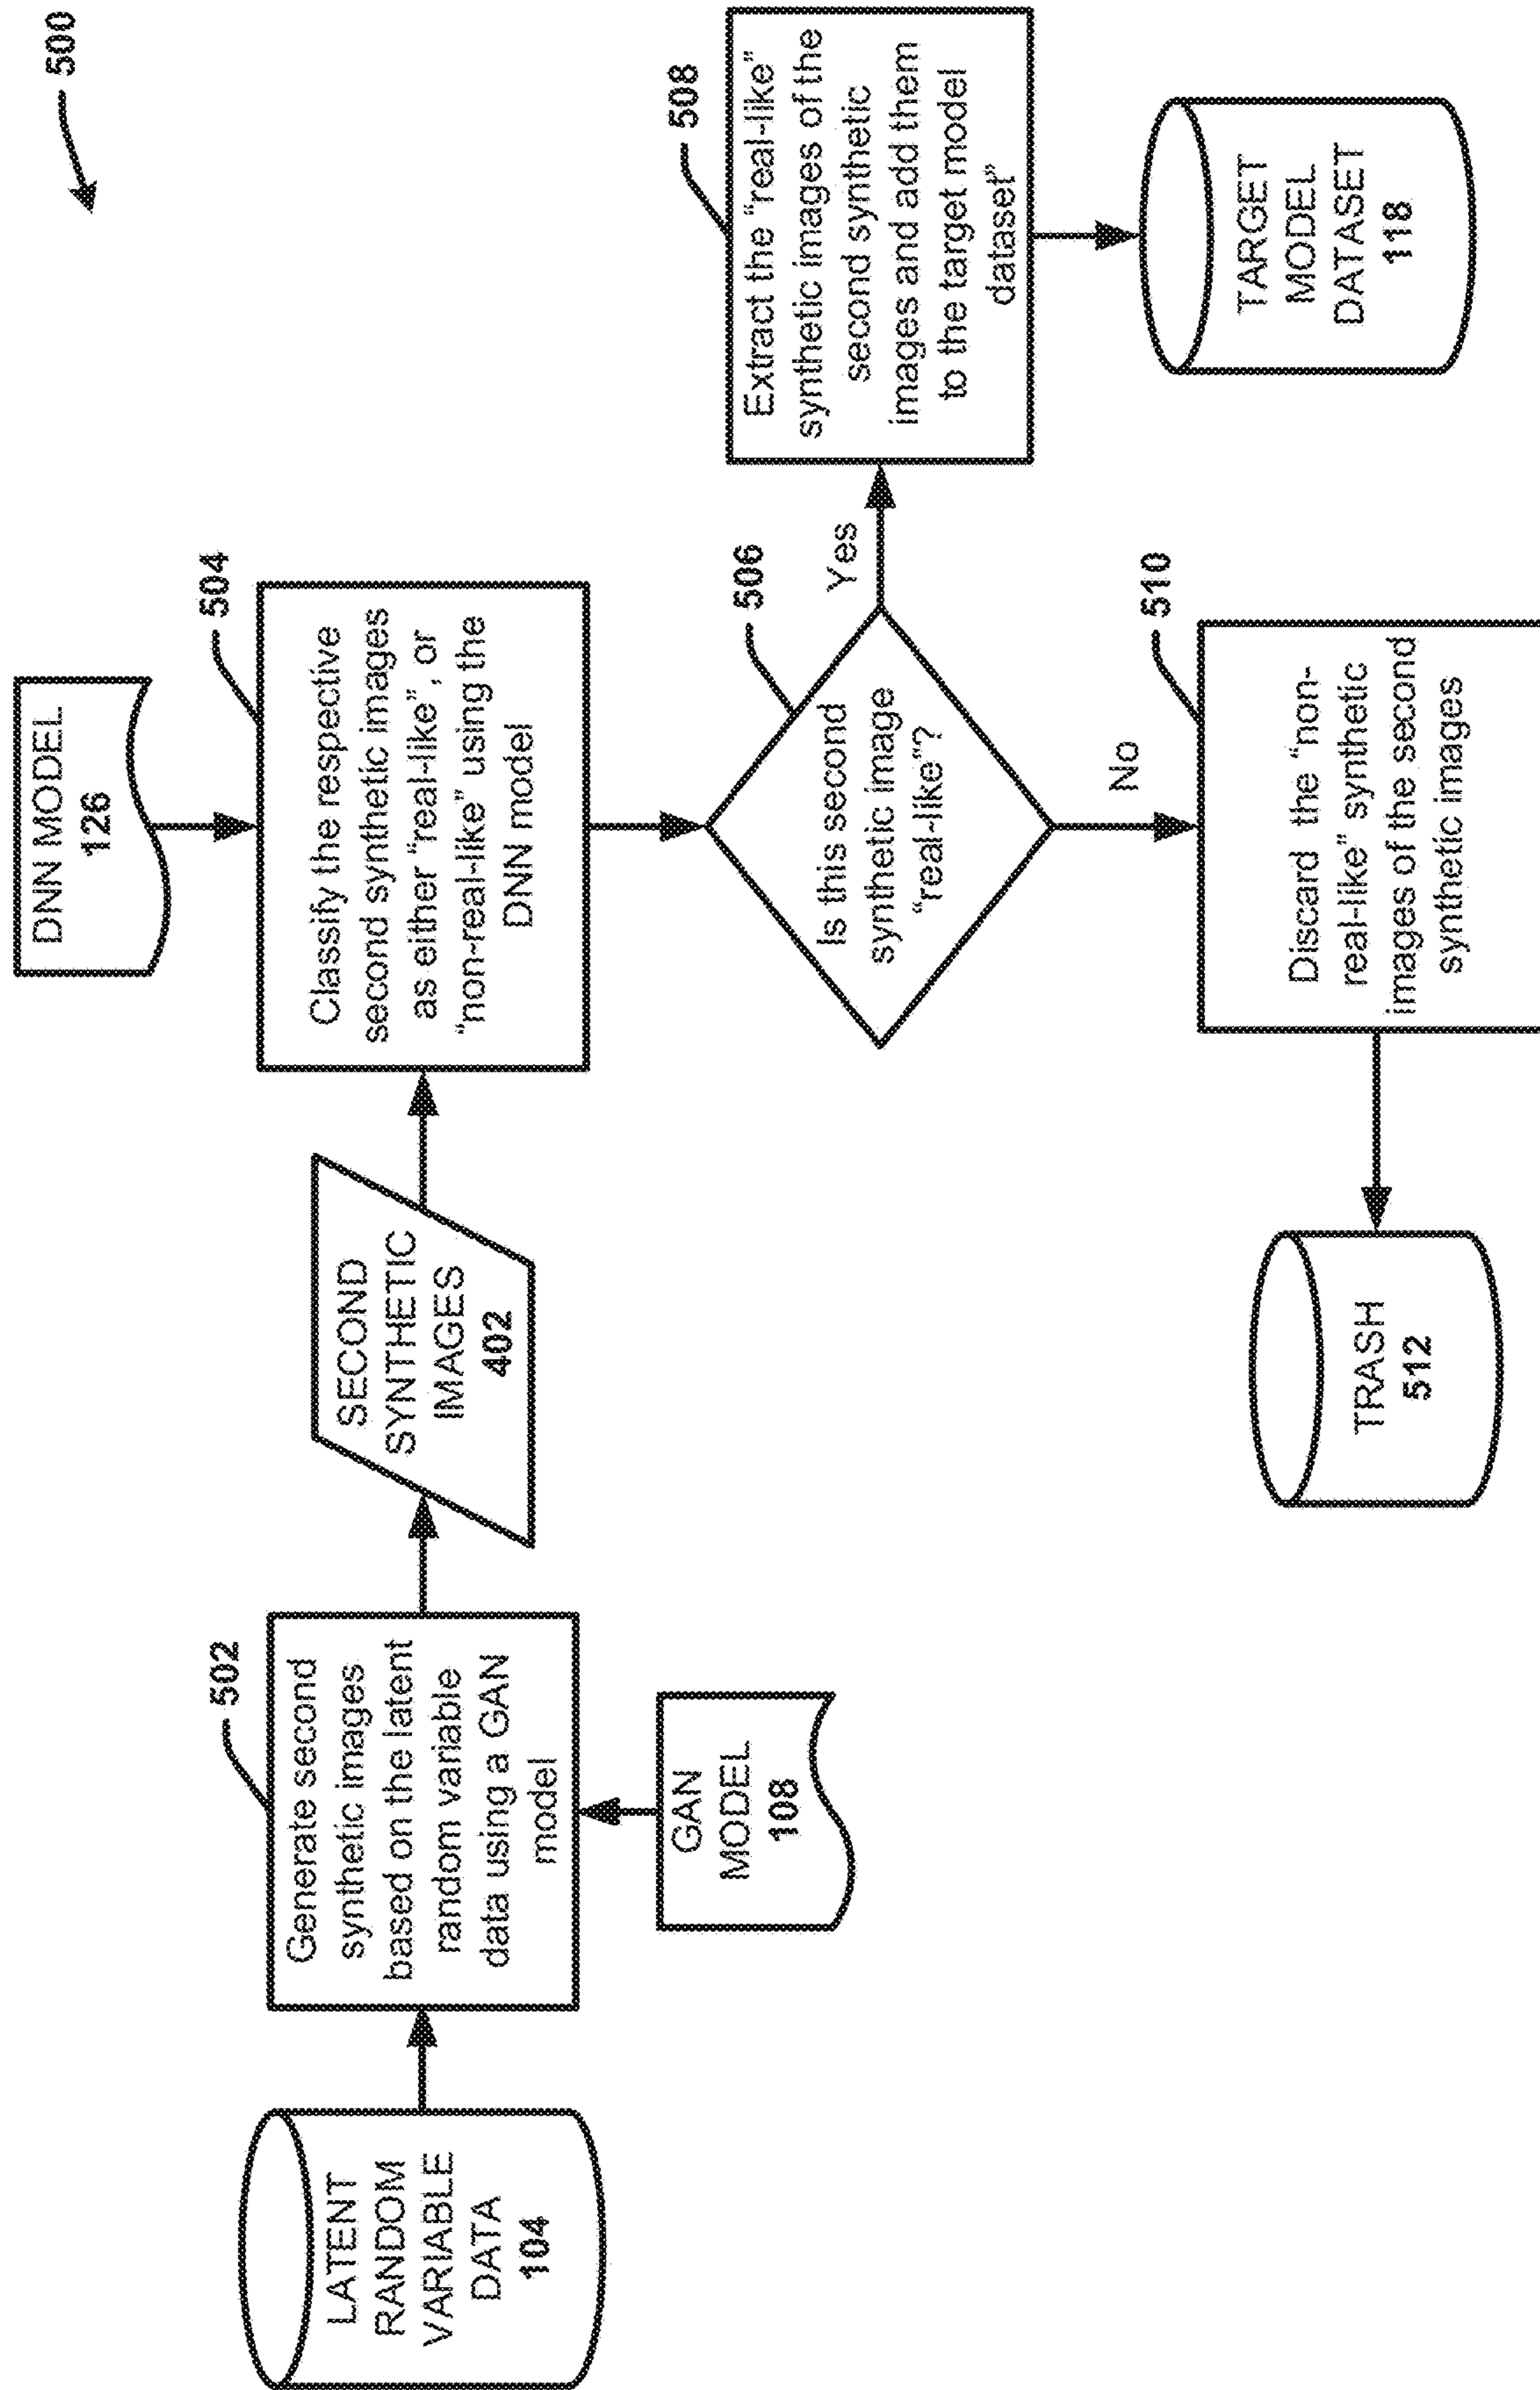 500
LATENT
RANDOM
VARIABLE
DATA
104
502
Generate second
synthetic images
based on the latent
random variable
data using a GAN
model
GAN
MODEL
108
SECOND
SYNTHETIC
IMAGES
402
DNN MODEL
126
504
Classify the respective
second synthetic images
as either "real-like", or
"non-real-like" using the
DNN model
506
Is this second
synthetic image
"real-like"?
Yes
508
Extract the "real-like"
synthetic images of the
second synthetic
images and add them
to the target model
dataset"
TARGET
MODEL
DATASET
118
No
510
Discard the "non-
real-like" synthetic
images of the second
synthetic images
TRASH
512